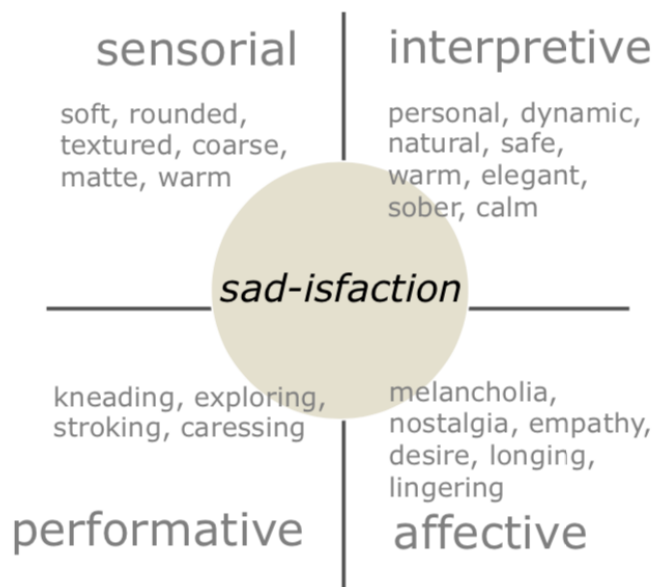 sensorial
soft, rounded,
textured, coarse,
matte, warm
interpretive
personal, dynamic,
natural, safe,
warm, elegant,
sober, calm
sad-isfaction
kneading, exploring,
stroking, caressing
performative
melancholia,
nostalgia, empathy,
desire, longing,
lingering
affective